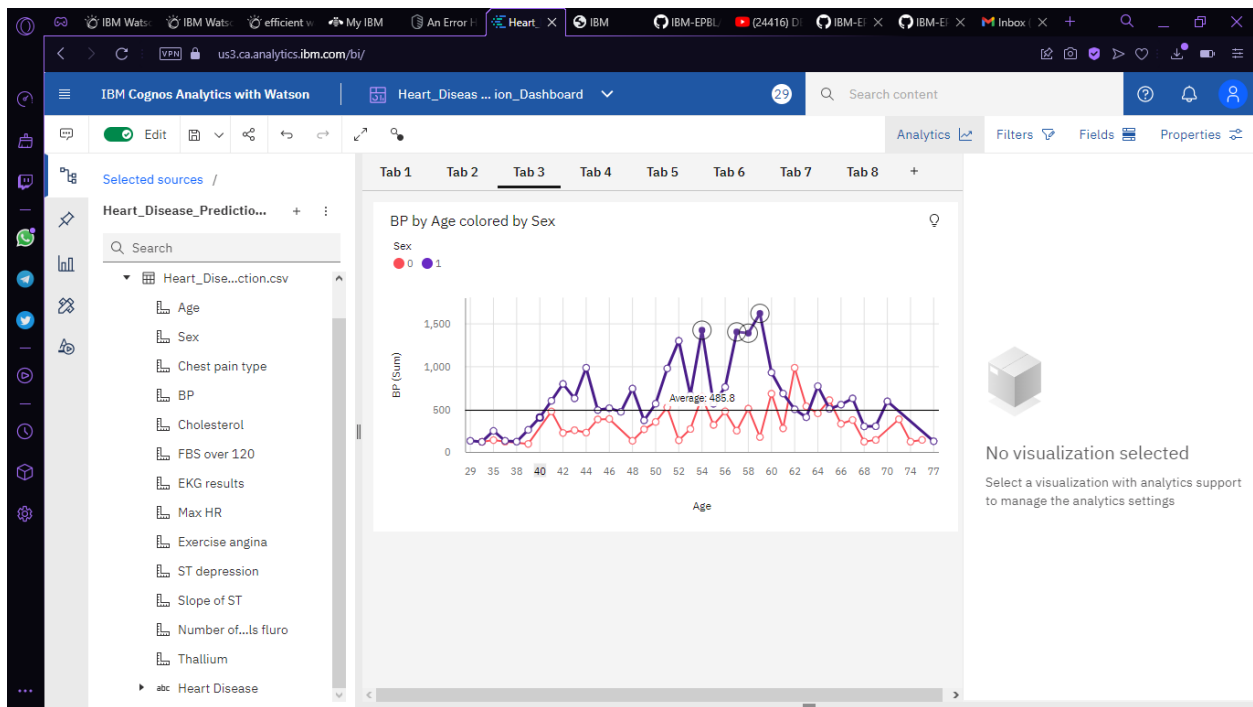 IBM Wats
IBM Wats
efficient w
My IBM
An Error H
Heart_
IBM
IBM-EPBL/
(24416) D
IBM-EF
IBM-EF
Inbox (
VPN
us3.ca.analytics.ibm.com/bi/
IBM Cognos Analytics with Watson
Heart_Diseas ... ion_Dashboard
29
Search content
Edit
Analytics
Filters
Fields
Properties
Selected sources /
Heart_Disease_Predictio...
Search
Heart_Dise...ction.csv
Age
Sex
Chest pain type
BP
Cholesterol
FBS over 120
EKG results
Max HR
Exercise angina
ST depression
Slope of ST
Number of...ls fluro
Thallium
abc Heart Disease
Tab 1 Tab 2 Tab 3 Tab 4 Tab 5 Tab 6 Tab 7 Tab 8
BP by Age colored by Sex
Sex
0 1
BP (Sum)
1,500
1,000
500
0
Average: 485.8
29 35 38 40 42 44 46 48 50 52 54 56 58 60 62 64 66 68 70 74 77
Age
No visualization selected
Select a visualization with analytics support
to manage the analytics settings